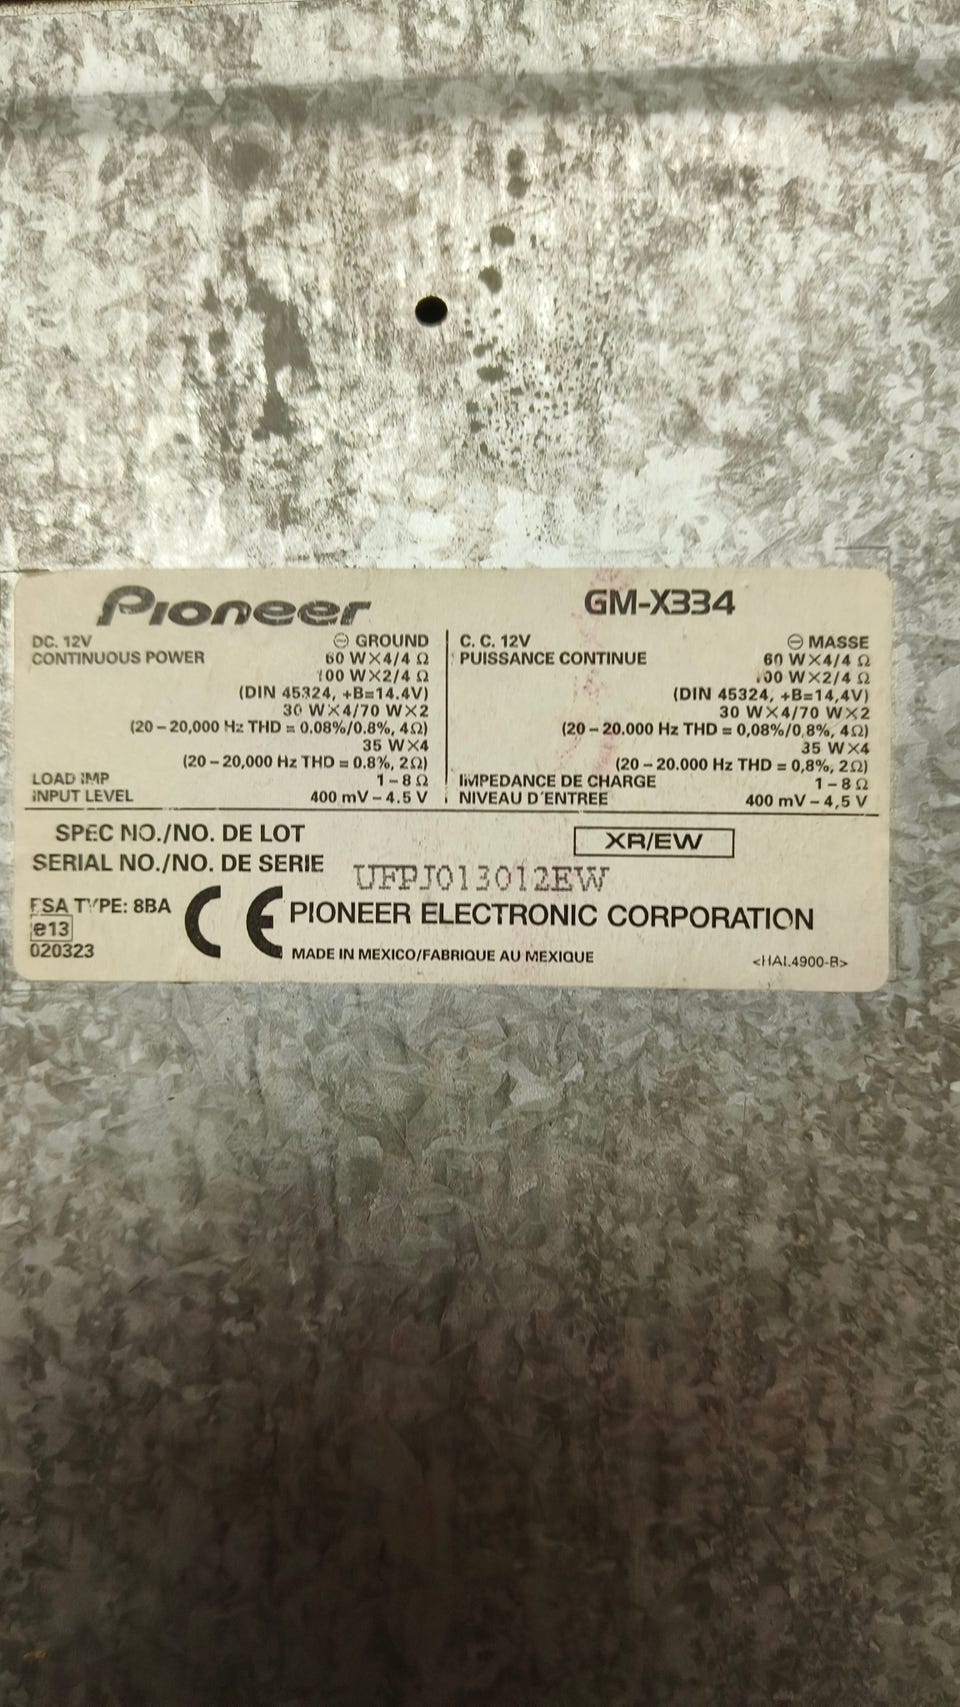 Pioneer GM-X334
DC. 12V ⊖ GROUND
CONTINUOUS POWER 60 W×4/4 Ω
100 W×2/4 Ω
(DIN 45324, +B=14.4V)
30 W×4/70 W×2
(20–20,000 Hz THD = 0.08%/0.8%, 4Ω)
35 W×4
(20–20,000 Hz THD = 0.8%, 2Ω)
LOAD IMP 1–8 Ω
INPUT LEVEL 400 mV–4.5 V
C. C. 12V ⊖ MASSE
PUISSANCE CONTINUE 60 W×4/4 Ω
100 W×2/4 Ω
(DIN 45324, +B=14,4V)
30 W×4/70 W×2
(20–20.000 Hz THD = 0,08%/0,8%, 4Ω)
35 W×4
(20–20.000 Hz THD = 0,8%, 2Ω)
IMPEDANCE DE CHARGE 1–8 Ω
NIVEAU D'ENTREE 400 mV–4,5 V
SPEC NO./NO. DE LOT XR/EW
SERIAL NO./NO. DE SERIE UFPJ013012EW
ESA TYPE: 8BA
e13
020323
CE PIONEER ELECTRONIC CORPORATION
MADE IN MEXICO/FABRIQUE AU MEXIQUE <HAL4900-B>